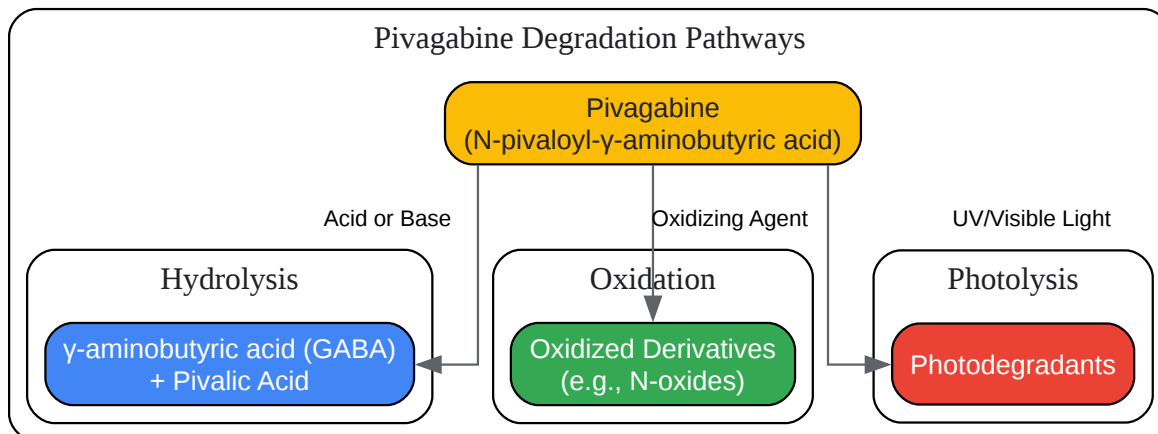 Pivagabine Degradation Pathways
Pivagabine
(N-pivaloyl-γ-aminobutyric acid)
Acid or Base
Oxidizing Agent
UV/Visible Light
Hydrolysis
Oxidation
Photolysis
γ-aminobutyric acid (GABA)
+ Pivalic Acid
Oxidized Derivatives
(e.g., N-oxides)
Photodegradants